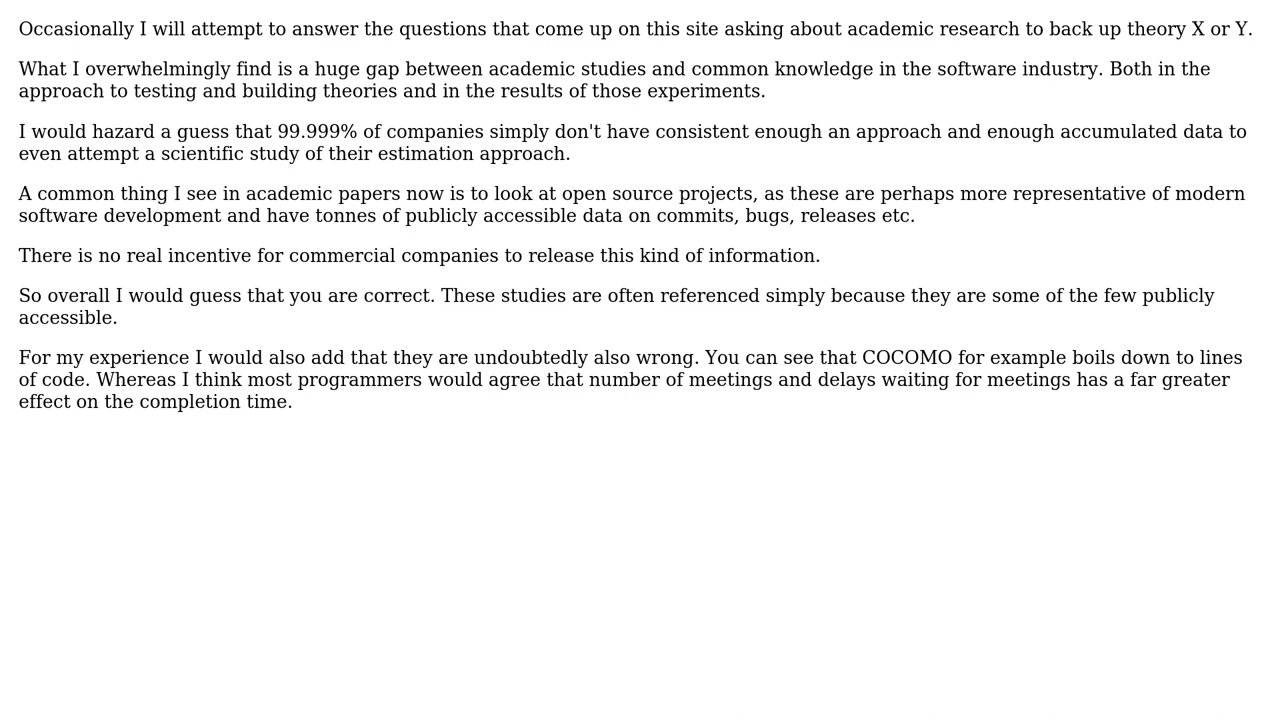 Occasionally I will attempt to answer the questions that come up on this site asking about academic research to back up theory X or Y.
What I overwhelmingly find is a huge gap between academic studies and common knowledge in the software industry. Both in the
approach to testing and building theories and in the results of those experiments.
I would hazard a guess that 99.999% of companies simply don't have consistent enough an approach and enough accumulated data to
even attempt a scientific study of their estimation approach.
A common thing I see in academic papers now is to look at open source projects, as these are perhaps more representative of modern
software development and have tonnes of publicly accessible data on commits, bugs, releases etc.
There is no real incentive for commercial companies to release this kind of information.
So overall I would guess that you are correct. These studies are often referenced simply because they are some of the few publicly
accessible.
For my experience I would also add that they are undoubtedly also wrong. You can see that COCOMO for example boils down to lines
of code. Whereas I think most programmers would agree that number of meetings and delays waiting for meetings has a far greater
effect on the completion time.